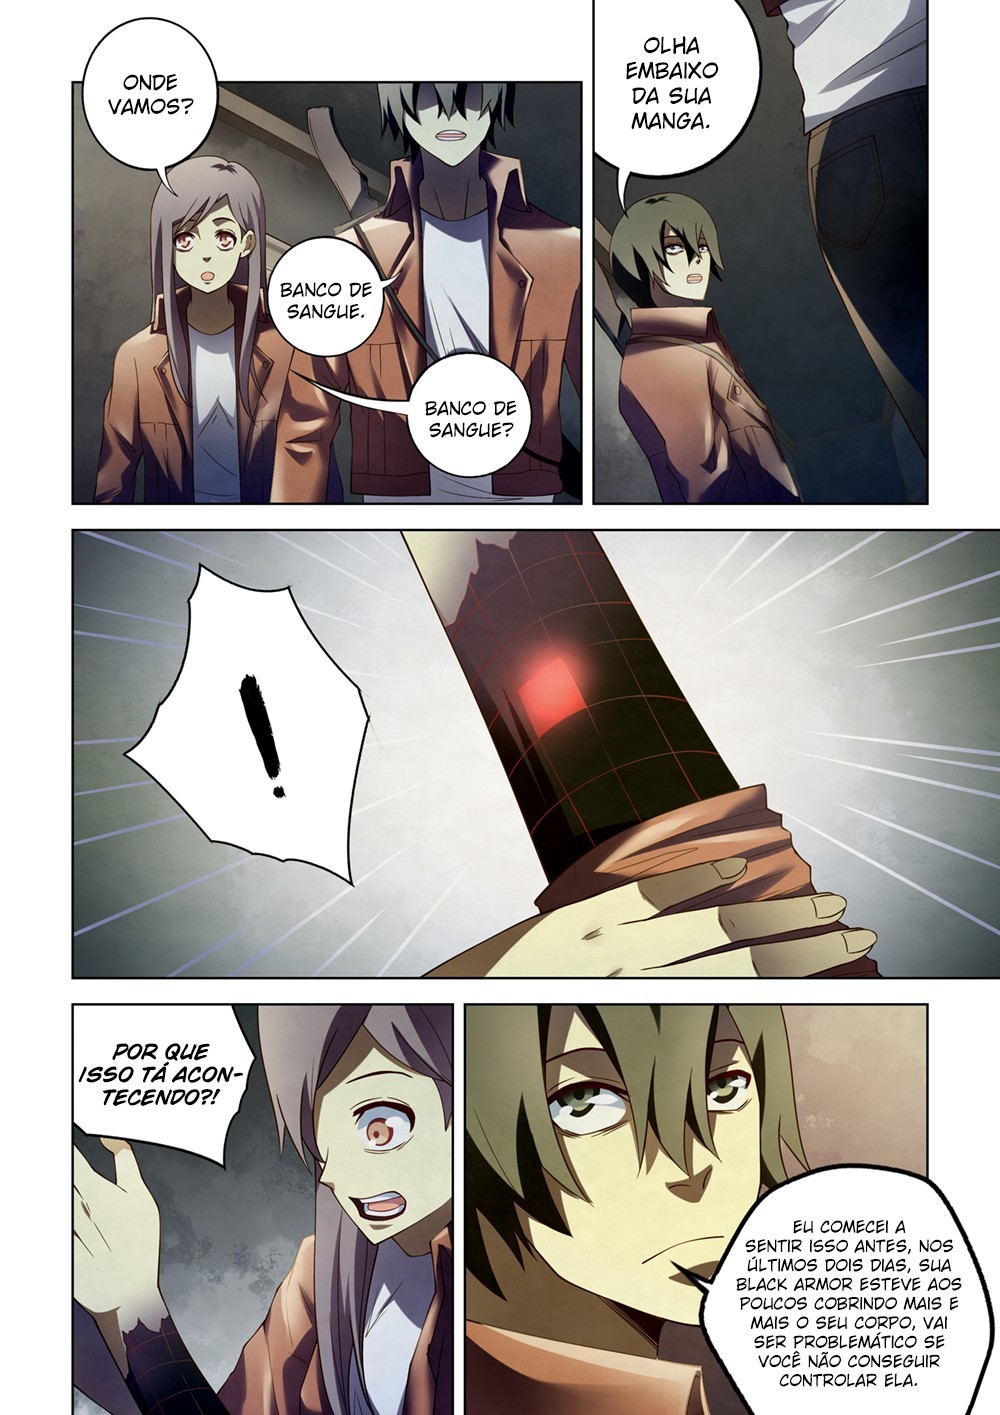 ONDE
VAMOS?
BANCO DE
SANGUE.
BANCO DE
SANGUE?
OLHA
EMBAIXO
DA SUA
MANGA.
!
POR QUE
ISSO TÁ ACON-
TECENDO?!
EU COMECEI A
SENTIR ISSO ANTES, NOS
ÚLTIMOS DOIS DIAS, SUA
BLACK ARMOR ESTEVE AOS
POUCOS COBRINDO MAIS E
MAIS O SEU CORPO, VAI
SER PROBLEMÁTICO SE
VOCÊ NÃO CONSEGUIR
CONTROLAR ELA.